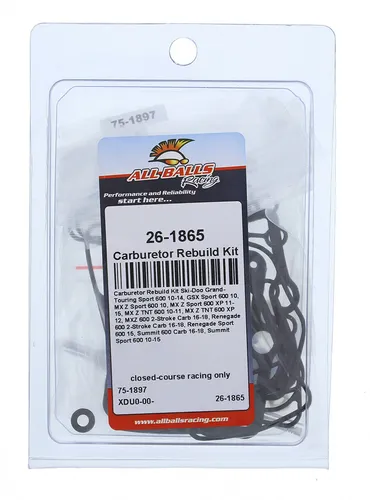 75-1897
ALL BALLS
Racing
Performance and Reliability
start here...
26-1865
Carburetor Rebuild Kit
Carburetor Rebuild Kit Ski-Doo Grand-
Touring Sport 600 10-14, GSX Sport 600 10,
MX Z Sport 600 10, MX Z Sport 600 XP 11-
15, MX Z TNT 600 10-11, MX Z TNT 600 XP
12, MXZ 600 2-Stroke Carb 16-18, Renegade
600 2-Stroke Carb 16-18, Renegade Sport
600 15, Summit 600 Carb 16-18, Summit
Sport 600 10-15
closed-course racing only
75-1897
XDU0-00- 26-1865
www.allballsracing.com